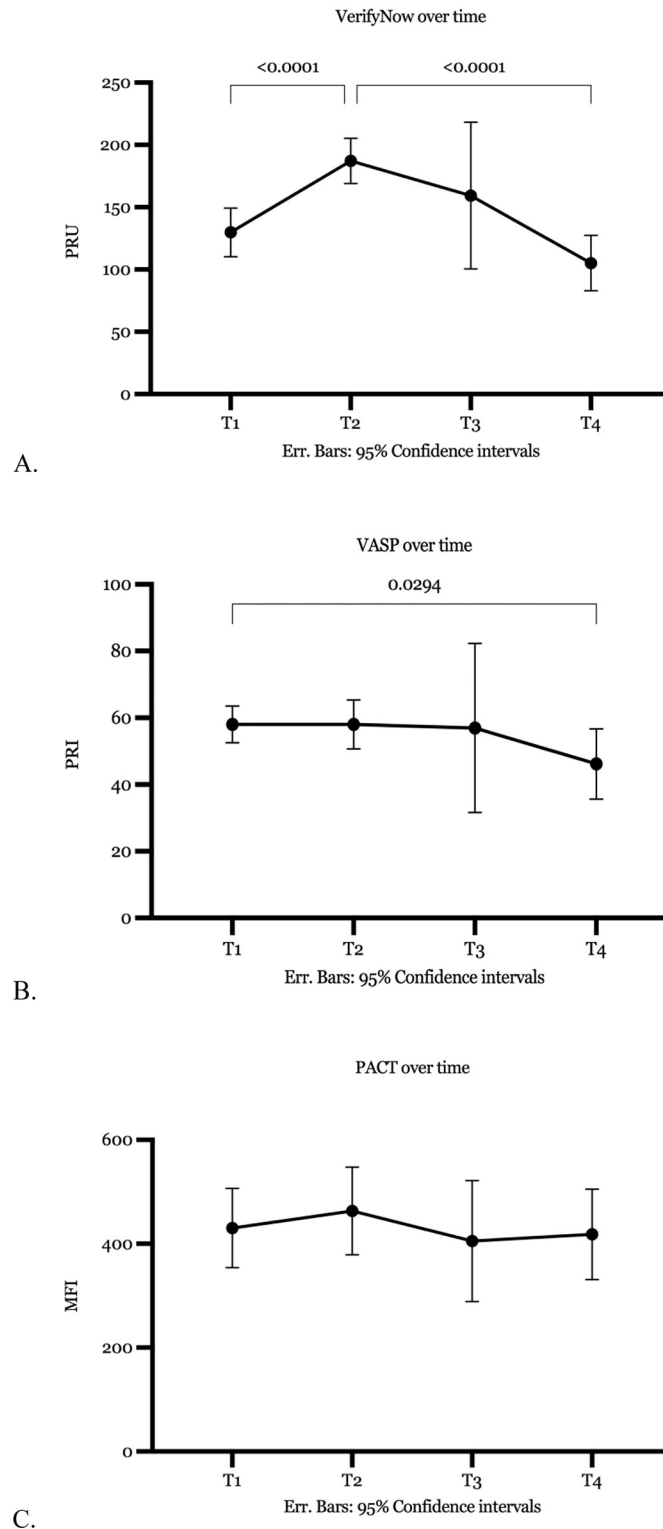 VerifyNow over time
<0.0001 <0.0001
250
200
150
100
50
0
PRU
T1 T2 T3 T4
Err. Bars: 95% Confidence intervals
A.
VASP over time
0.0294
100
80
60
40
20
0
PRI
T1 T2 T3 T4
Err. Bars: 95% Confidence intervals
B.
PACT over time
600
400
200
0
MFI
T1 T2 T3 T4
Err. Bars: 95% Confidence intervals
C.